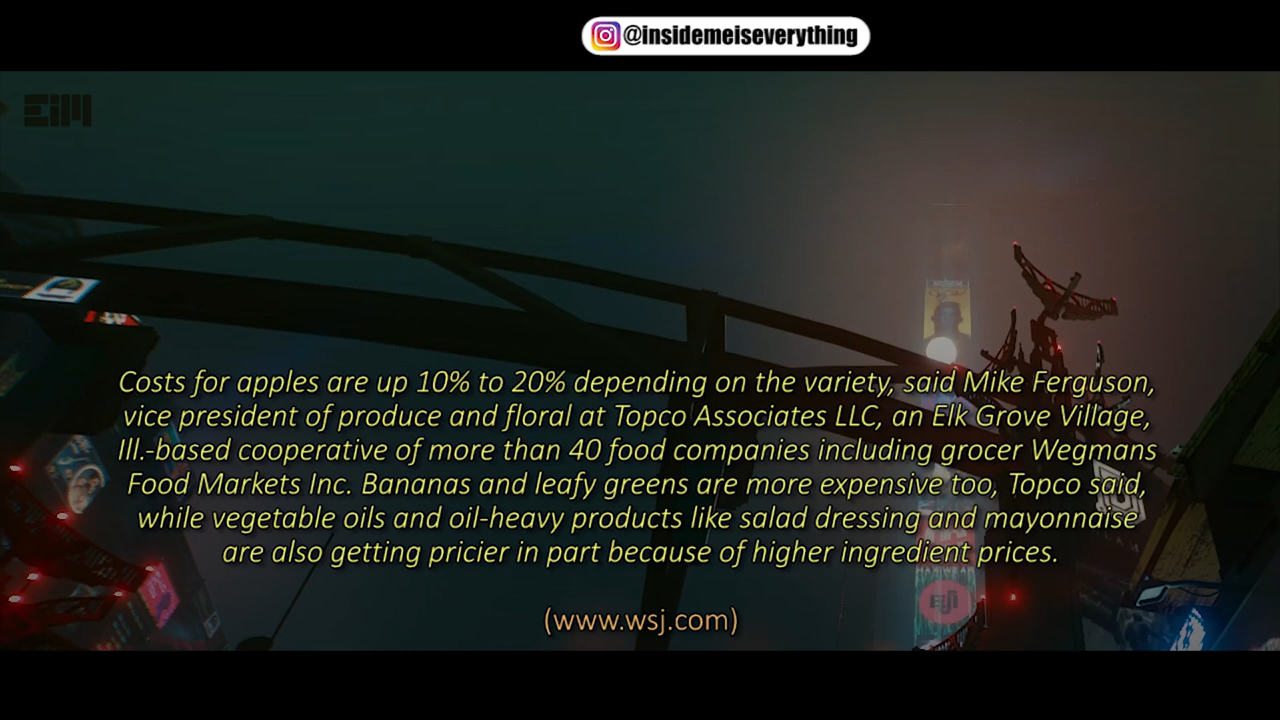 @insidemeiseverything
EIM
Costs for apples are up 10% to 20% depending on the variety, said Mike Ferguson,
vice president of produce and floral at Topco Associates LLC, an Elk Grove Village,
Ill.-based cooperative of more than 40 food companies including grocer Wegmans
Food Markets Inc. Bananas and leafy greens are more expensive too, Topco said,
while vegetable oils and oil-heavy products like salad dressing and mayonnaise
are also getting pricier in part because of higher ingredient prices.
(www.wsj.com)